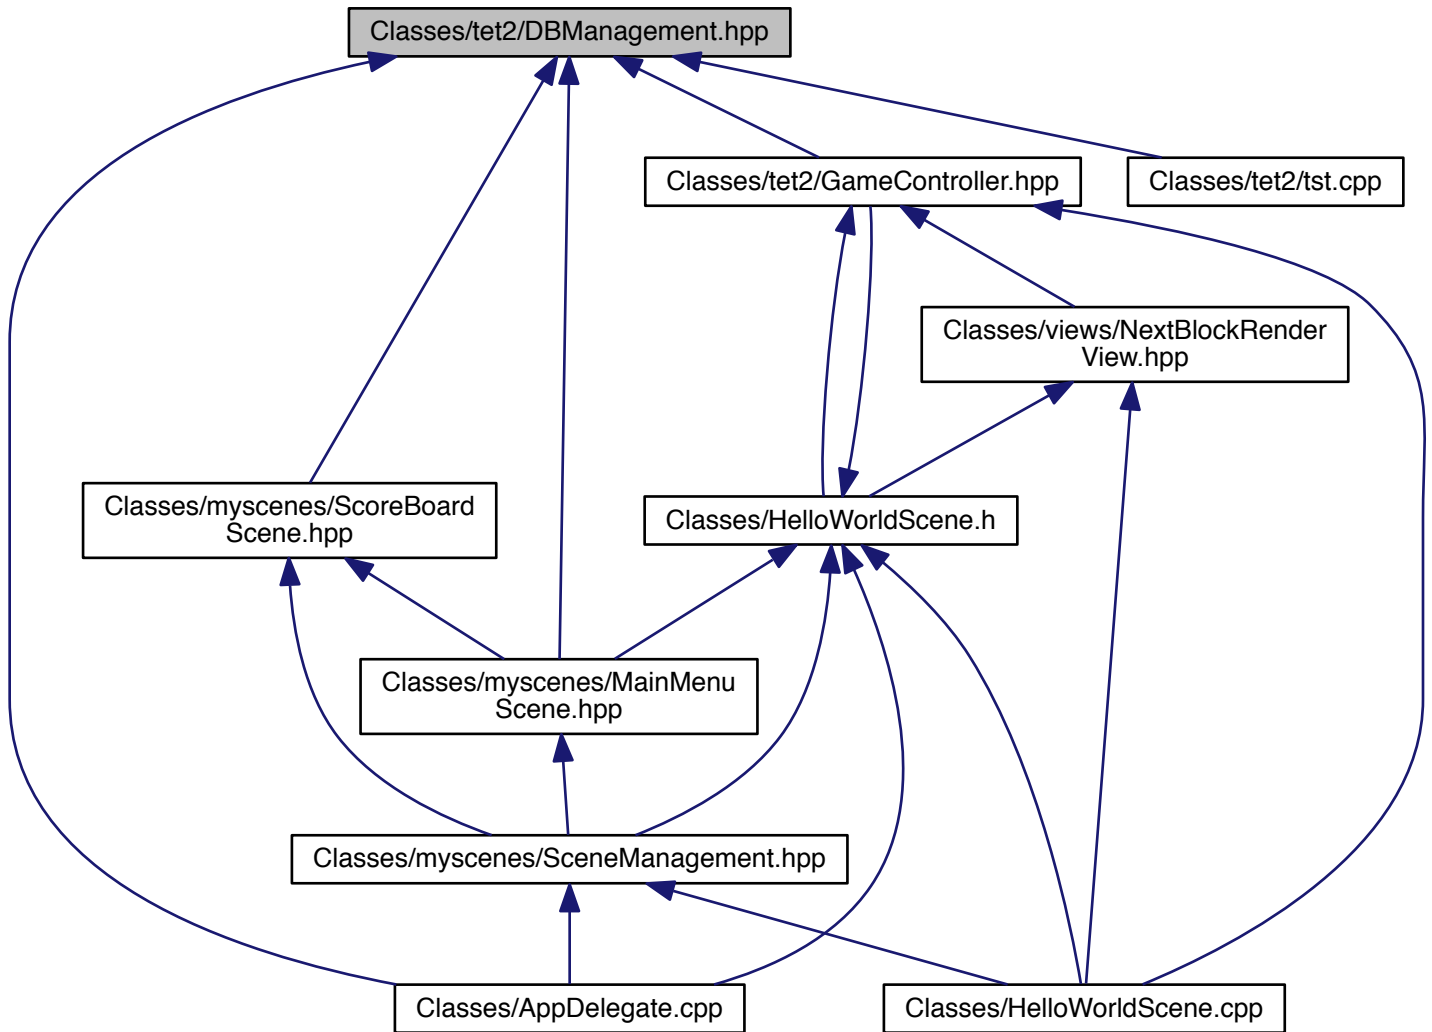 Classes/tet2/DBManagement.hpp
Classes/tet2/GameController.hpp
Classes/tet2/tst.cpp
Classes/views/NextBlockRender
View.hpp
Classes/myscenes/ScoreBoard
Scene.hpp
Classes/HelloWorldScene.h
Classes/myscenes/MainMenu
Scene.hpp
Classes/myscenes/SceneManagement.hpp
Classes/AppDelegate.cpp
Classes/HelloWorldScene.cpp